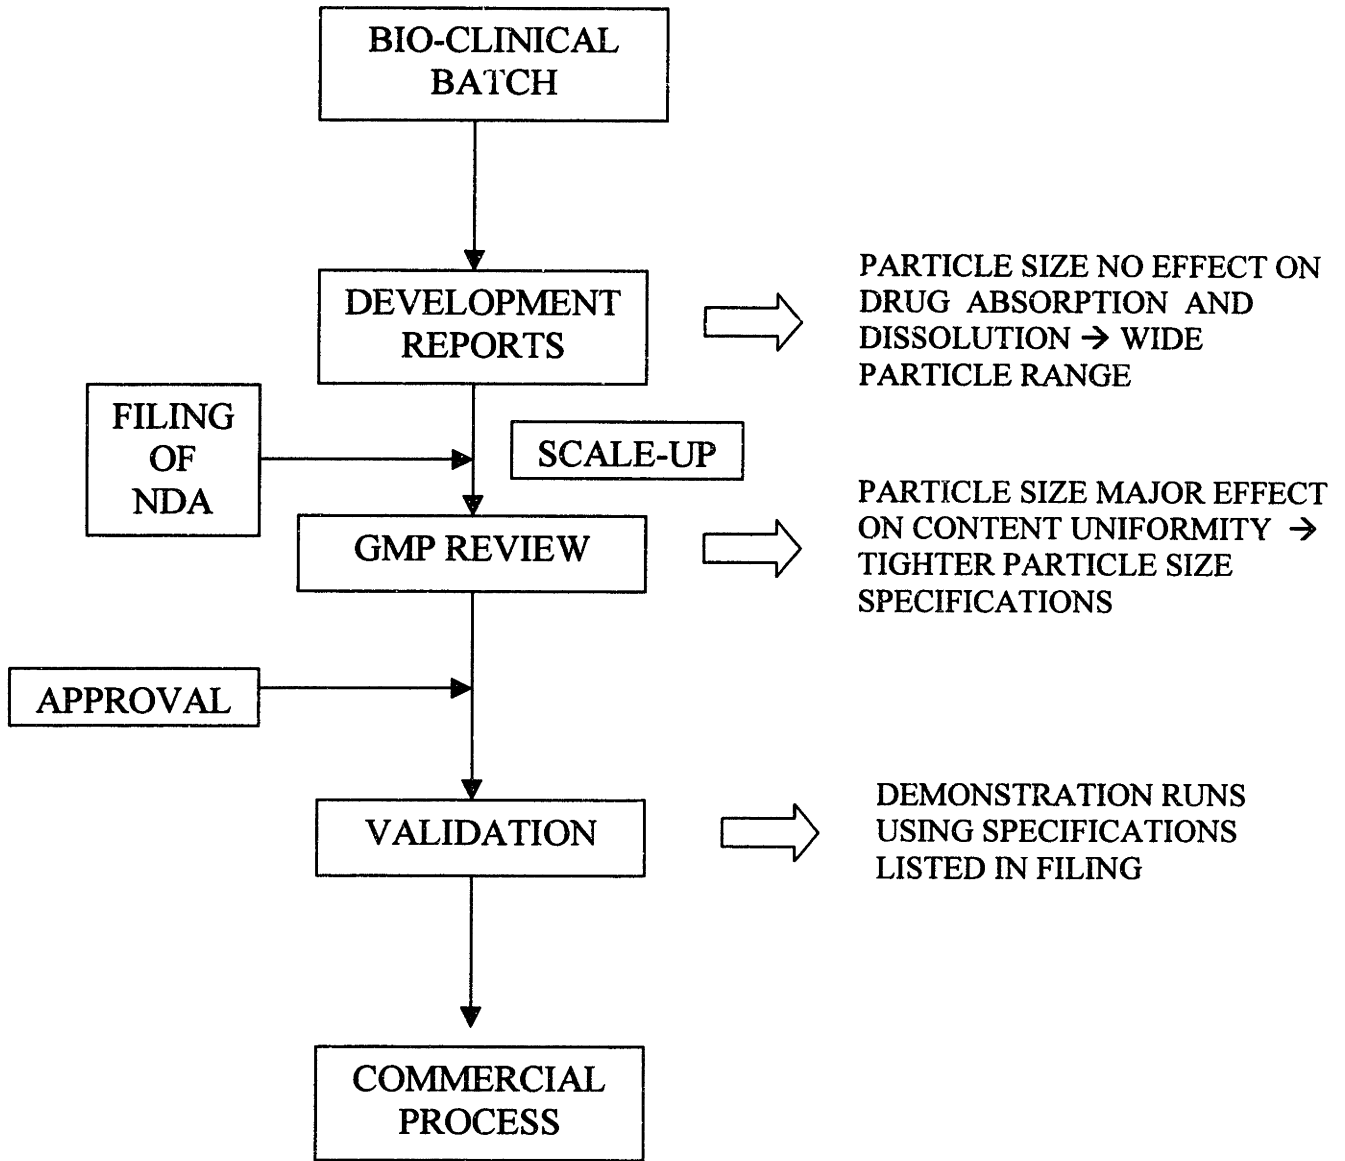 BIO-CLINICAL
BATCH
DEVELOPMENT
REPORTS
PARTICLE SIZE NO EFFECT ON
DRUG ABSORPTION AND
DISSOLUTION → WIDE
PARTICLE RANGE
FILING
OF
NDA
SCALE-UP
GMP REVIEW
PARTICLE SIZE MAJOR EFFECT
ON CONTENT UNIFORMITY →
TIGHTER PARTICLE SIZE
SPECIFICATIONS
APPROVAL
VALIDATION
DEMONSTRATION RUNS
USING SPECIFICATIONS
LISTED IN FILING
COMMERCIAL
PROCESS